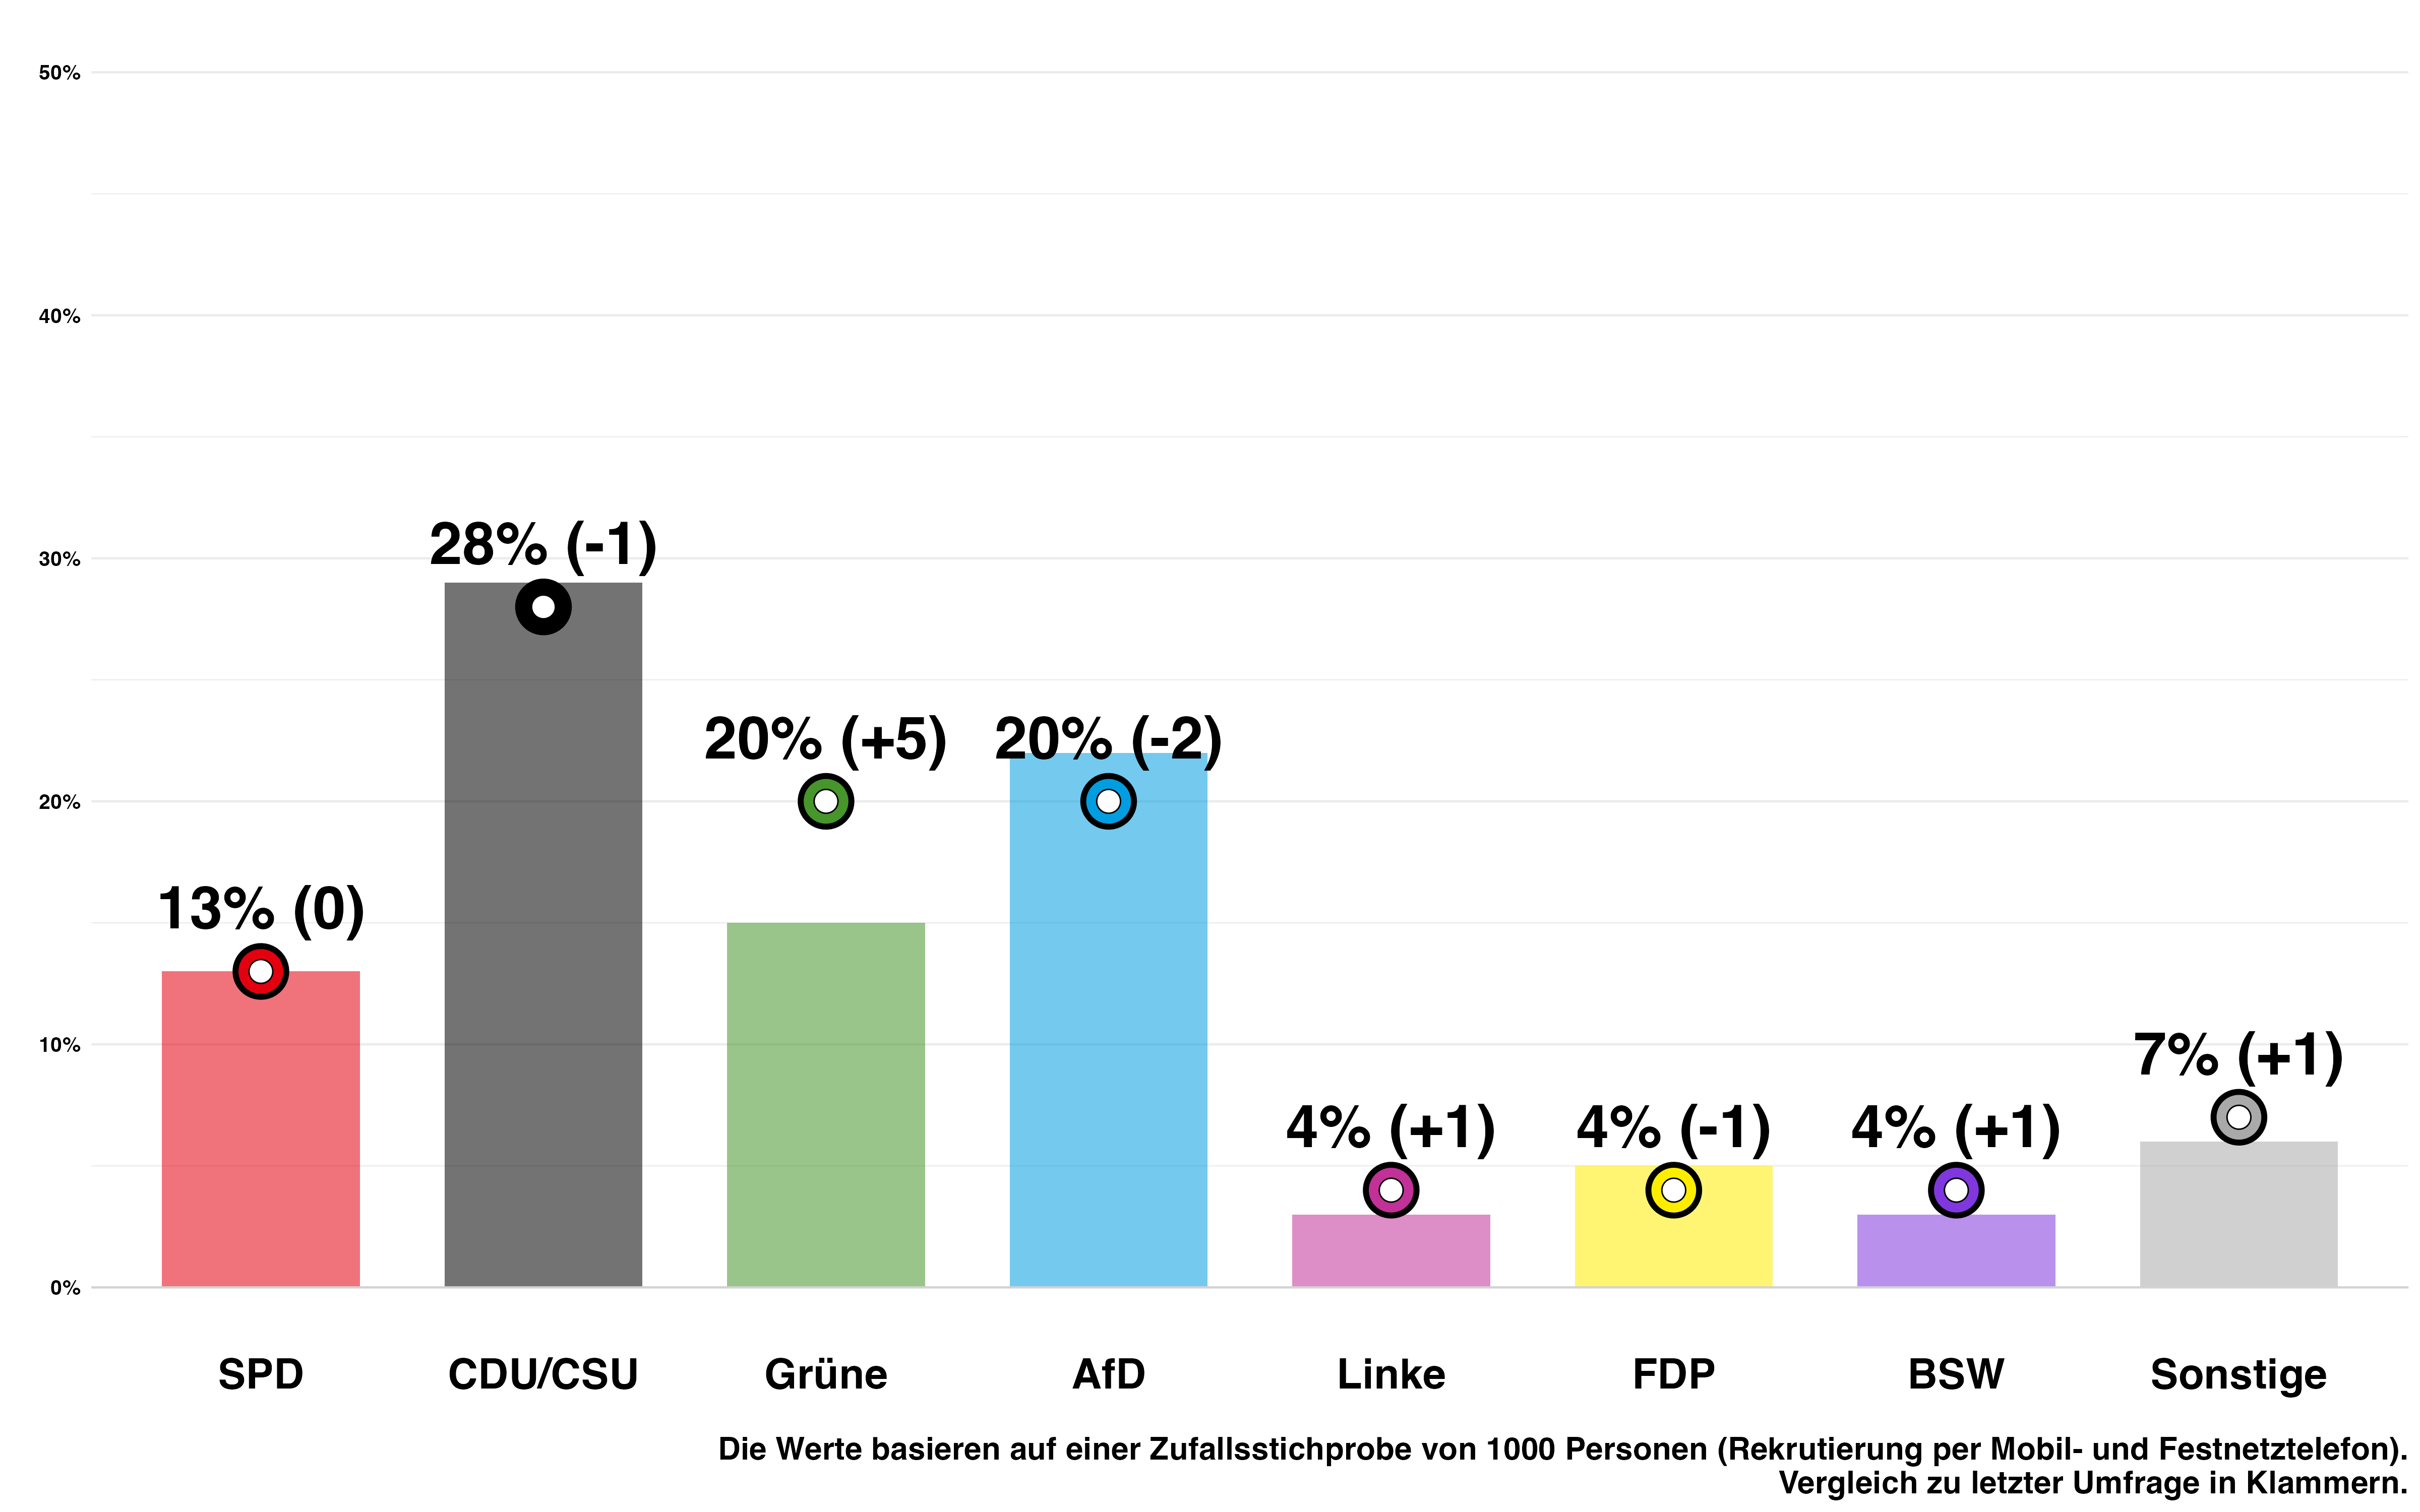 50%
40%
30%
20%
10%
0%
13% (0)
28% (-1)
20% (+5)
20% (-2)
4% (+1)
4% (-1)
4% (+1)
7% (+1)
SPD
CDU/CSU
Grüne
AfD
Linke
FDP
BSW
Sonstige
Die Werte basieren auf einer Zufallsstichprobe von 1000 Personen (Rekrutierung per Mobil- und Festnetztelefon).
Vergleich zu letzter Umfrage in Klammern.